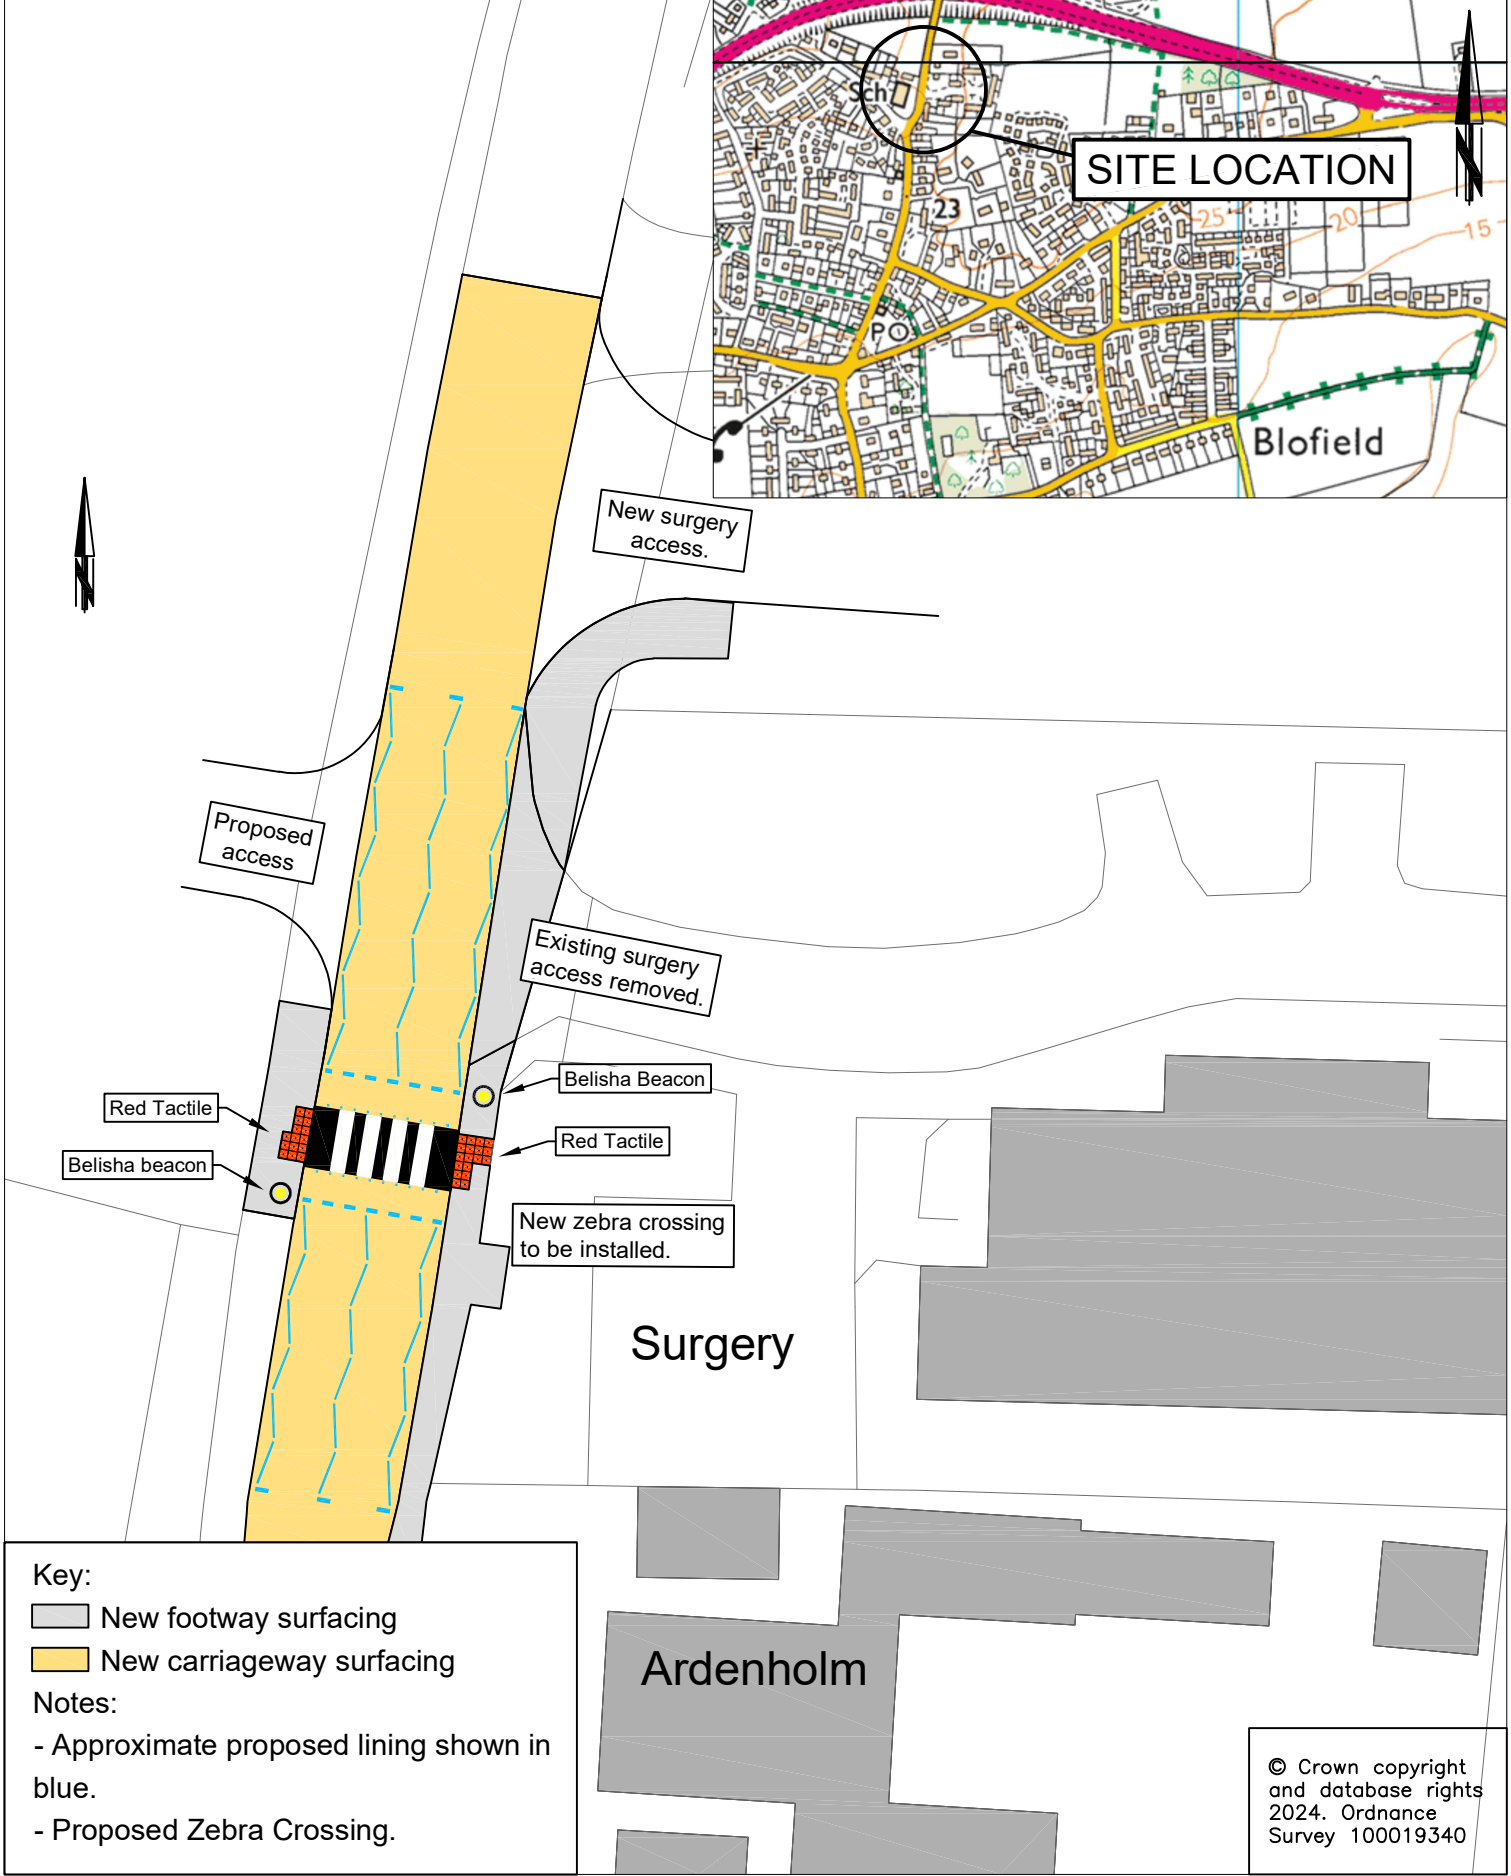 Sch
SITE LOCATION
N
23
25
20
15
PO
Blofield
New surgery
access.
N
Proposed
access
Existing surgery
access removed.
Belisha Beacon
Red Tactile
Red Tactile
Belisha beacon
New zebra crossing
to be installed.
Surgery
Ardenholm
Key:
New footway surfacing
New carriageway surfacing
Notes:
- Approximate proposed lining shown in
blue.
- Proposed Zebra Crossing.
© Crown copyright
and database rights
2024. Ordnance
Survey 100019340